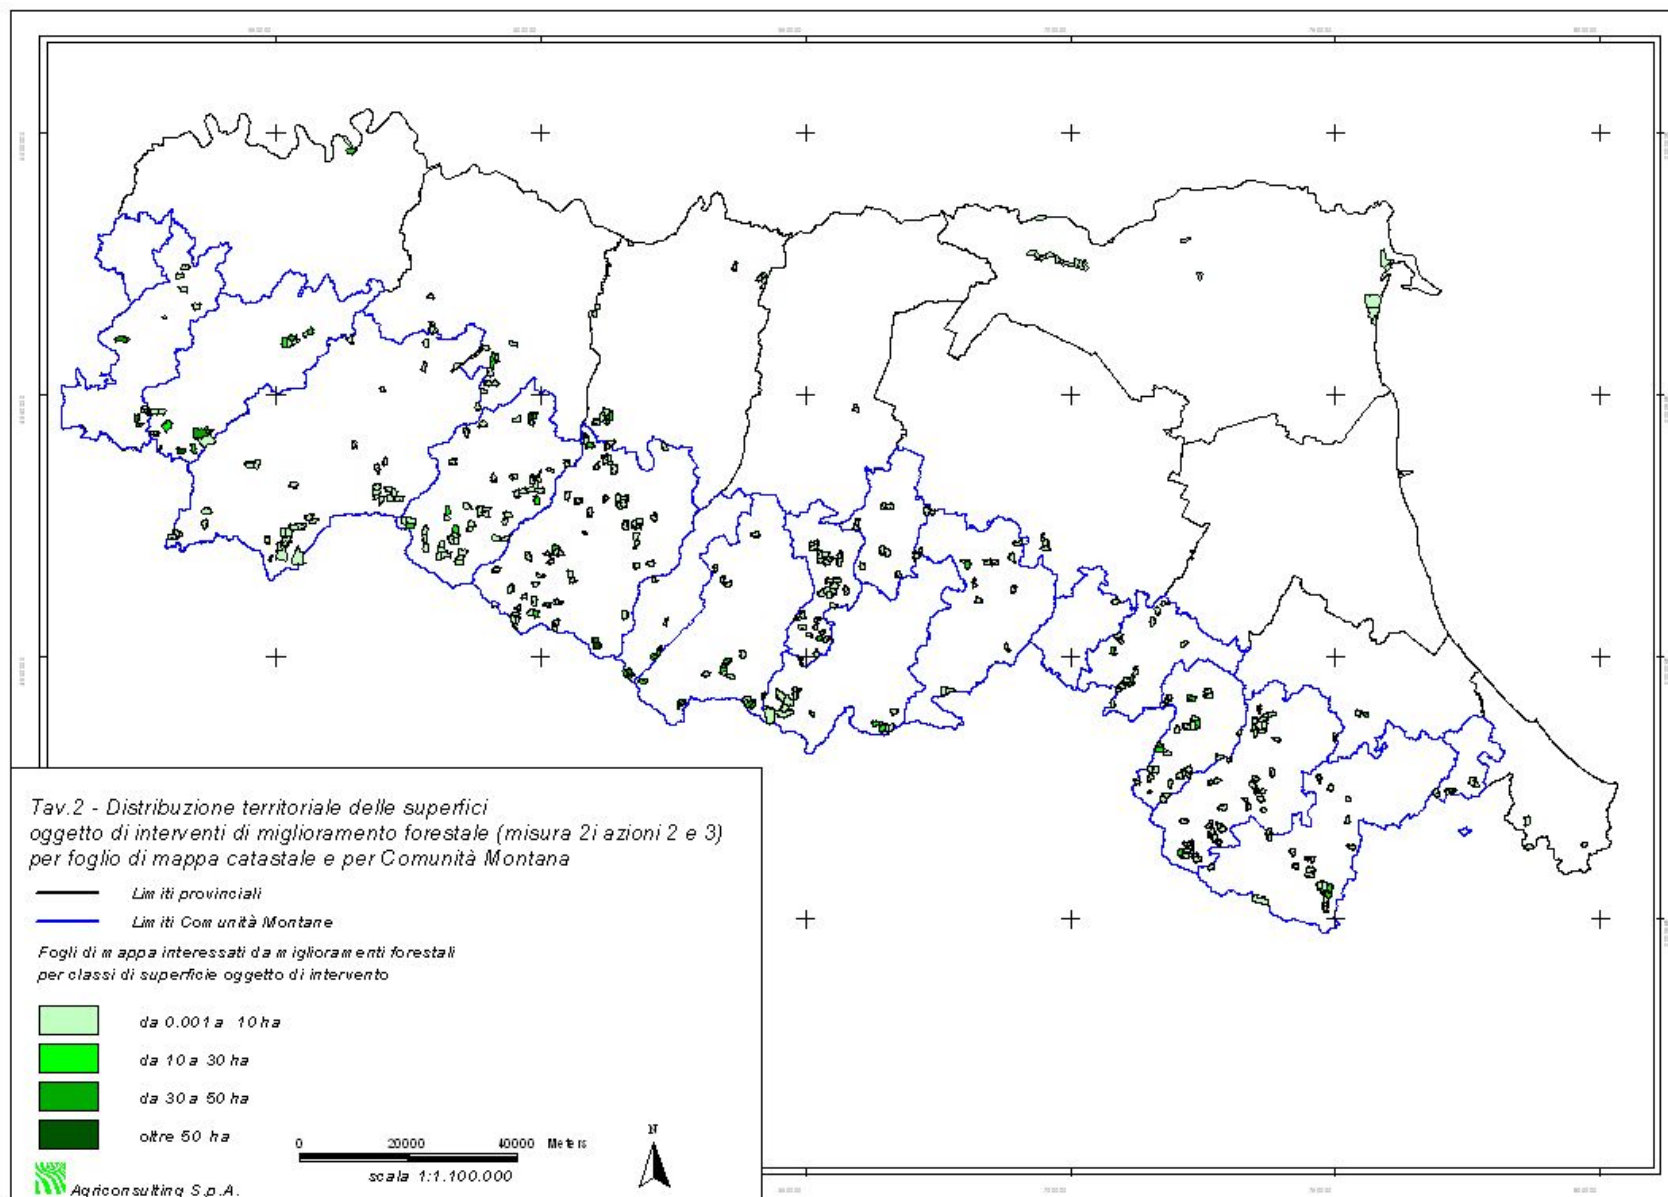 Tav.2 - Distribuzione territoriale delle superfici
oggetto di interventi di miglioramento forestale (misura 2i azioni 2 e 3)
per foglio di mappa catastale e per Comunità Montana
Limiti provinciali
Limiti Comunità Montane
Fogli di mappa interessati da miglioramenti forestali
per classi di superficie oggetto di intervento
da 0.001 a 10 ha
da 10 a 30 ha
da 30 a 50 ha
oltre 50 ha
0 20000 40000 Meters
scala 1:1.100.000
N
Agriconsulting S.p.A.